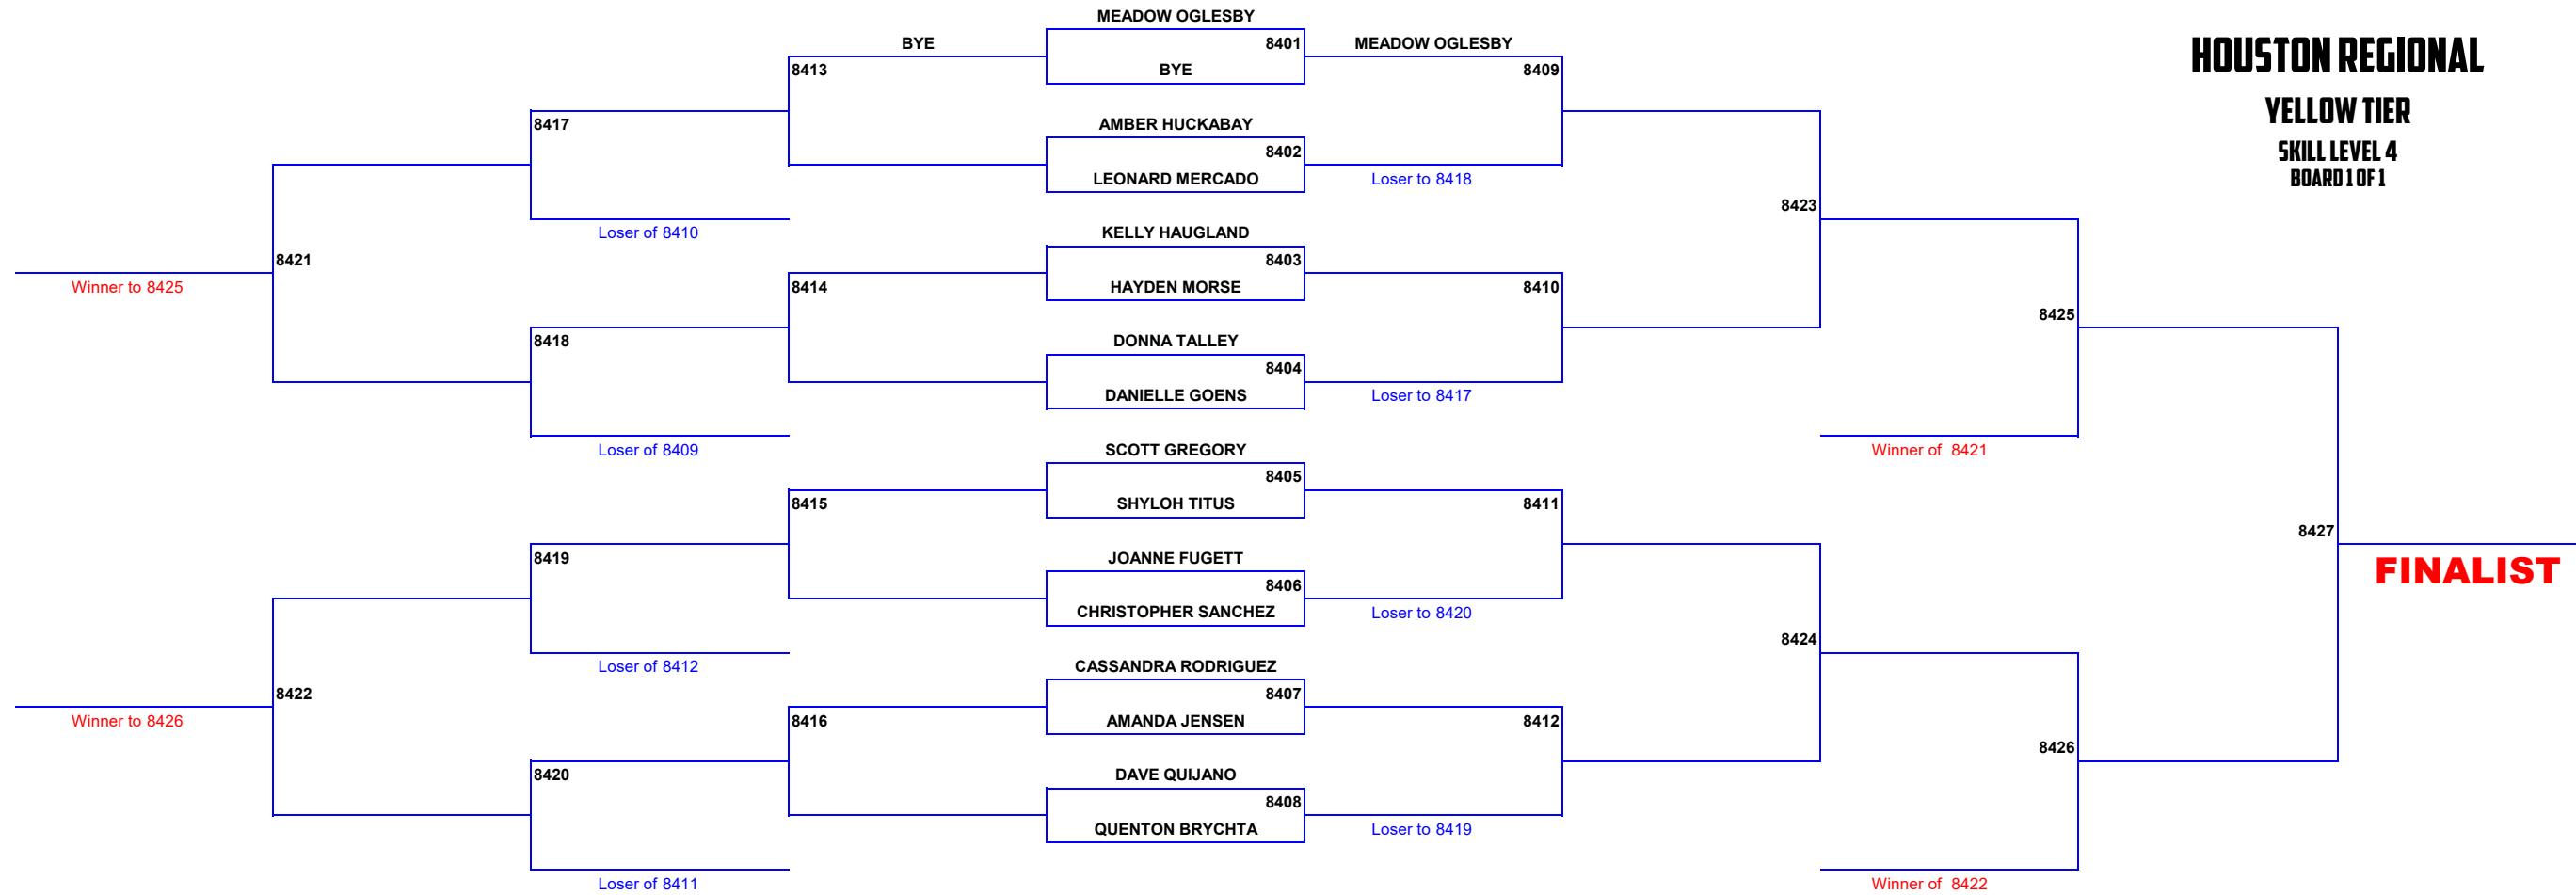 MEADOW OGLESBY
BYE
8401
MEADOW OGLESBY
HOUSTON REGIONAL
8413
BYE
8409
YELLOW TIER
8417
AMBER HUCKABAY
SKILL LEVEL 4
8402
LEONARD MERCADO
Loser to 8418
BOARD 1 OF 1
8423
Loser of 8410
KELLY HAUGLAND
8421
8403
Winner to 8425
8414
HAYDEN MORSE
8410
8425
8418
DONNA TALLEY
8404
DANIELLE GOENS
Loser to 8417
Loser of 8409
SCOTT GREGORY
Winner of 8421
8405
8415
SHYLOH TITUS
8411
8427
8419
JOANNE FUGETT
FINALIST
8406
CHRISTOPHER SANCHEZ
Loser to 8420
8424
Loser of 8412
CASSANDRA RODRIGUEZ
8422
8407
Winner to 8426
8416
AMANDA JENSEN
8412
8426
8420
DAVE QUIJANO
8408
QUENTON BRYCHTA
Loser to 8419
Loser of 8411
Winner of 8422